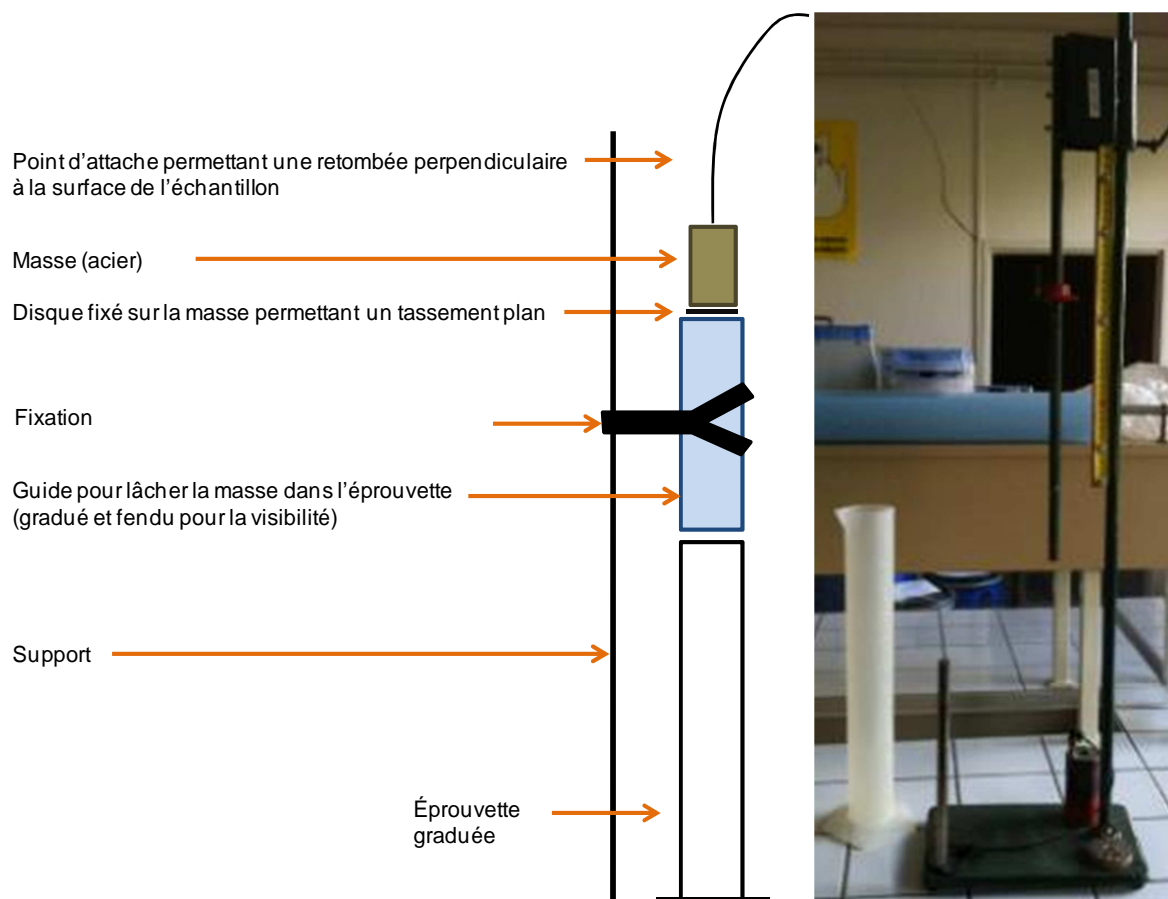 Point d'attache permettant une retombée perpendiculaire
à la surface de l'échantillon
Masse (acier)
Disque fixé sur la masse permettant un tassement plan
Fixation
Guide pour lâcher la masse dans l'éprouvette
(gradué et fendu pour la visibilité)
Support
Éprouvette
graduée